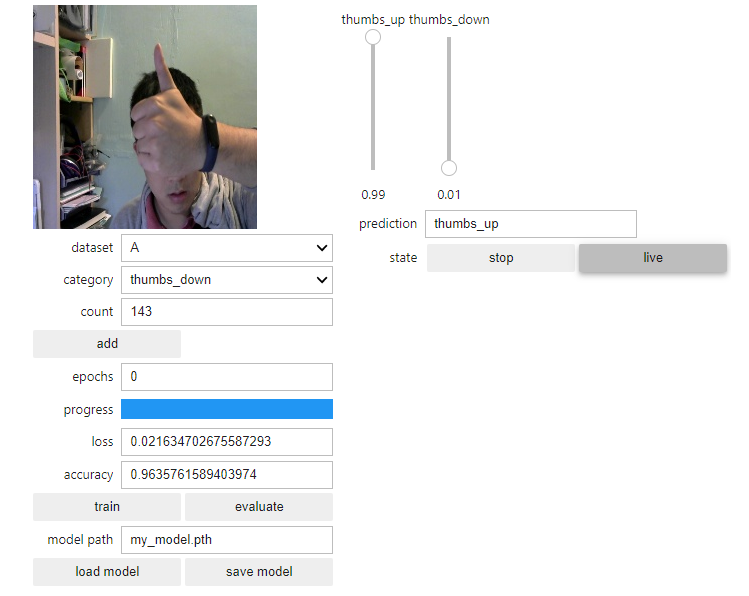 thumbs_up thumbs_down
0.99 0.01
prediction thumbs_up
state stop live
dataset A
category thumbs_down
count 143
add
epochs 0
progress
loss 0.021634702675587293
accuracy 0.9635761589403974
train evaluate
model path my_model.pth
load model save model